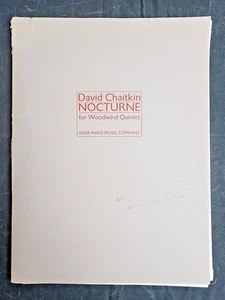 David Chaitkin
NOCTURNE
for Woodwind Quintet
JOSEF MARX MUSIC COMPANY